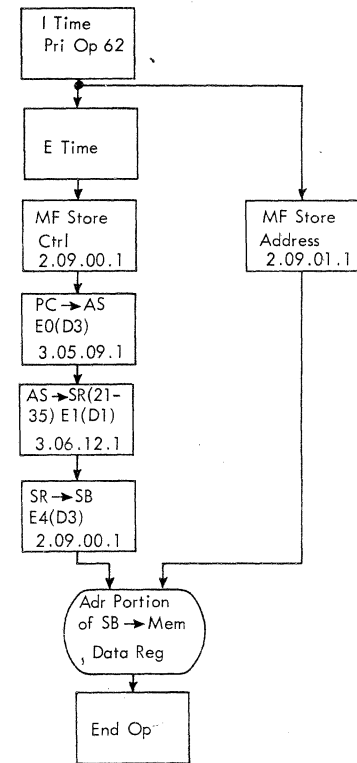 I Time
Pri Op 62
E Time
MF Store
Ctrl
2.09.00.1
MF Store
Address
2.09.01.1
PC→AS
E0(D3)
3.05.09.1
AS→SR(21-
35) E1(D1)
3.06.12.1
SR→SB
E4(D3)
2.09.00.1
Adr Portion
of SB→Mem
, Data Reg
End Op